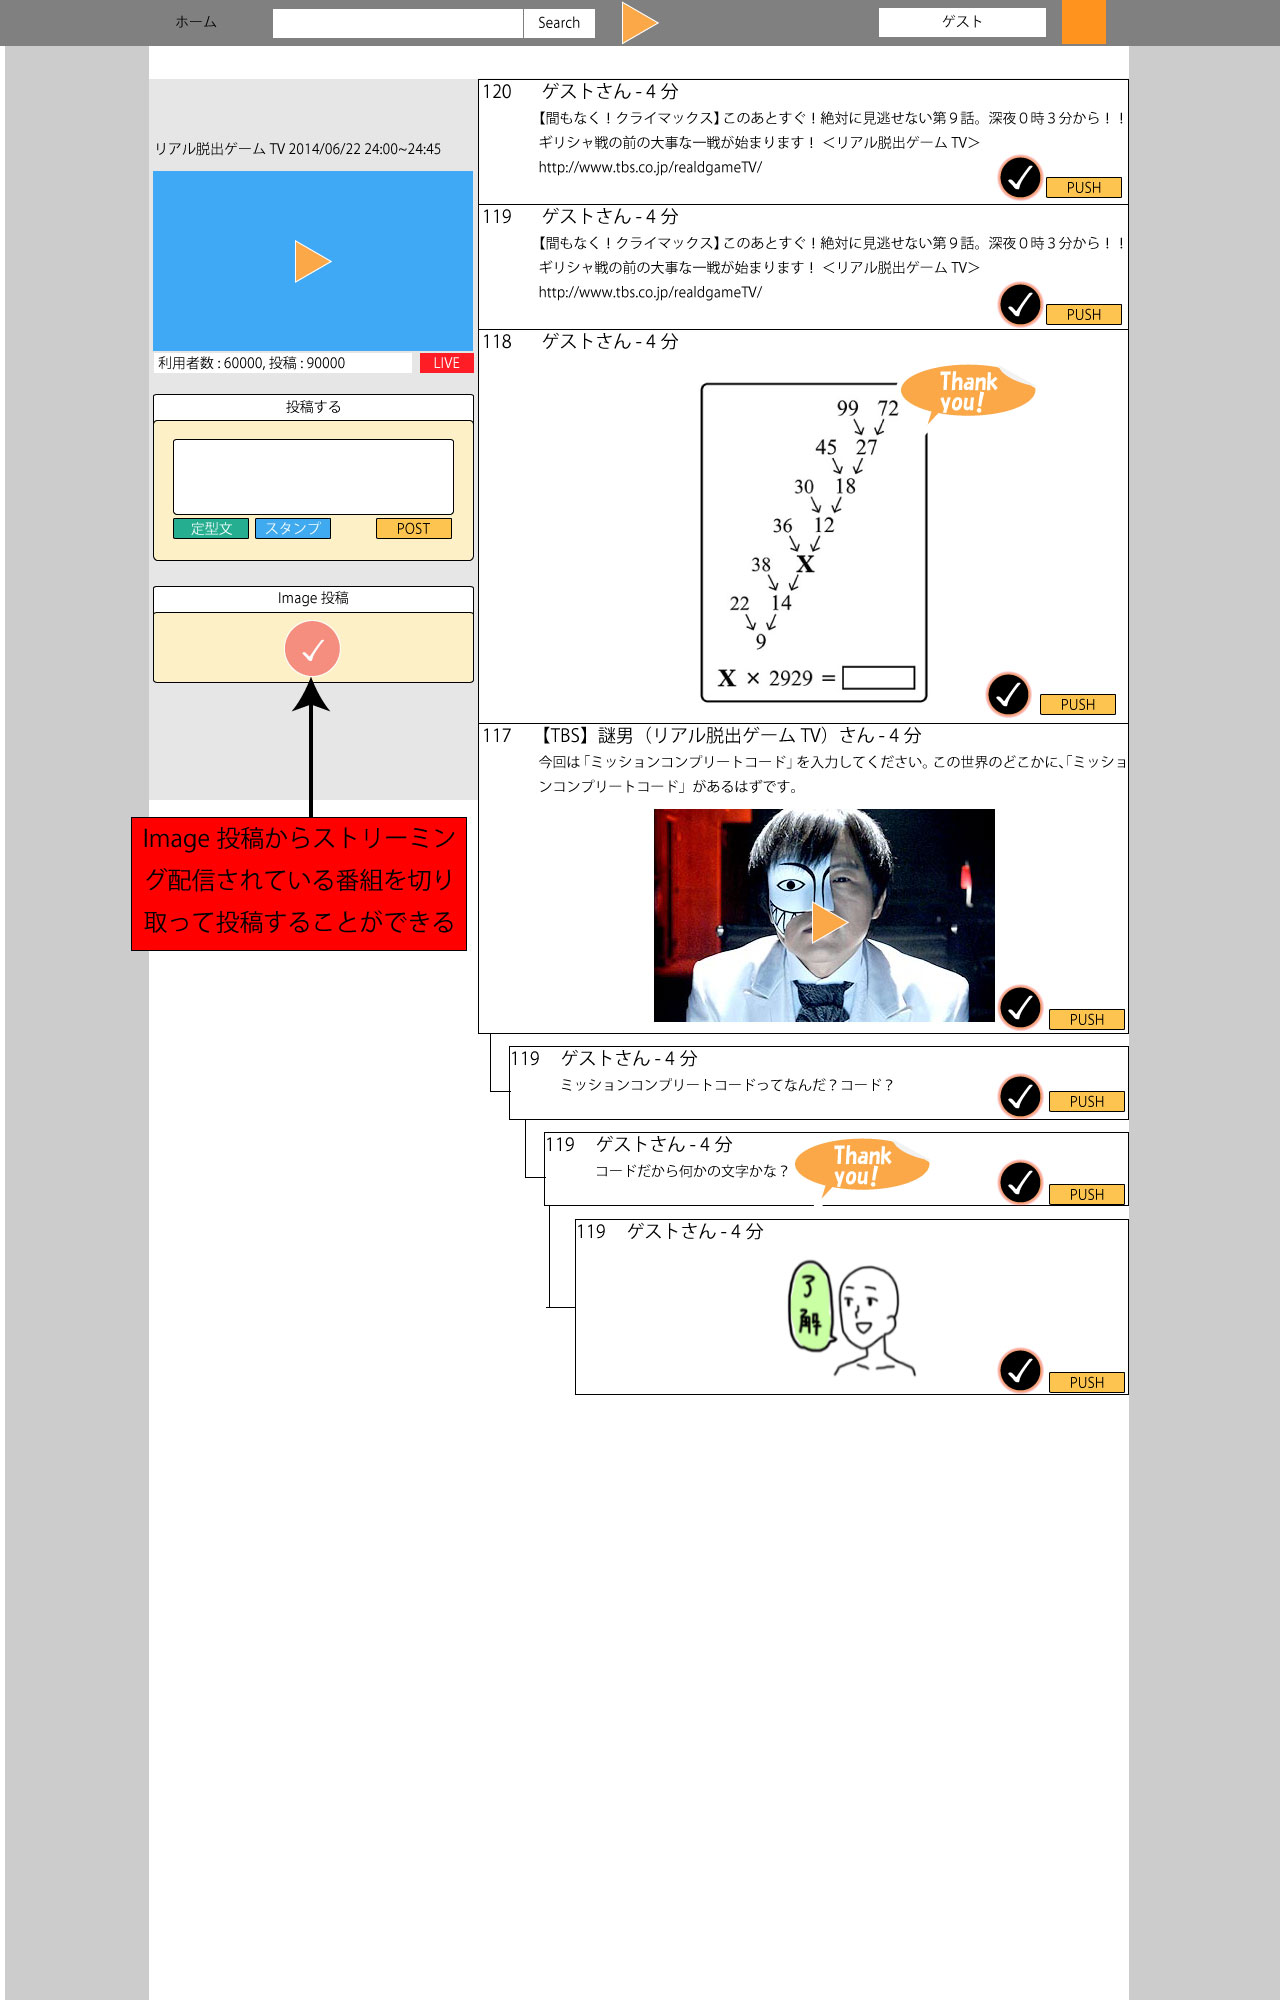 ホーム
Search
ゲスト
リアル脱出ゲーム TV 2014/06/22 24:00~24:45
利用者数 : 60000, 投稿 : 90000
LIVE
投稿する
定型文
スタンプ
POST
Image 投稿
Image 投稿からストリーミン
グ配信されている番組を切り
取って投稿することができる
120 ゲストさん - 4 分
【間もなく！クライマックス】このあとすぐ！絶対に見逃せない第９話。深夜０時３分から！！
ギリシャ戦の前の大事な一戦が始まります！＜リアル脱出ゲーム TV＞
http://www.tbs.co.jp/realdgameTV/
PUSH
119 ゲストさん - 4 分
【間もなく！クライマックス】このあとすぐ！絶対に見逃せない第９話。深夜０時３分から！！
ギリシャ戦の前の大事な一戦が始まります！＜リアル脱出ゲーム TV＞
http://www.tbs.co.jp/realdgameTV/
PUSH
118 ゲストさん - 4 分
Thank
you!
99 72
45 27
30 18
36 12
38 X
22 14
9
X × 2929 =
PUSH
117 【TBS】謎男（リアル脱出ゲーム TV）さん - 4 分
今回は「ミッションコンプリートコード」を入力してください。この世界のどこかに、「ミッショ
ンコンプリートコード」があるはずです。
PUSH
119 ゲストさん - 4 分
ミッションコンプリートコードってなんだ？コード？
PUSH
119 ゲストさん - 4 分
コードだから何かの文字かな？
Thank
you!
PUSH
119 ゲストさん - 4 分
了
解
PUSH